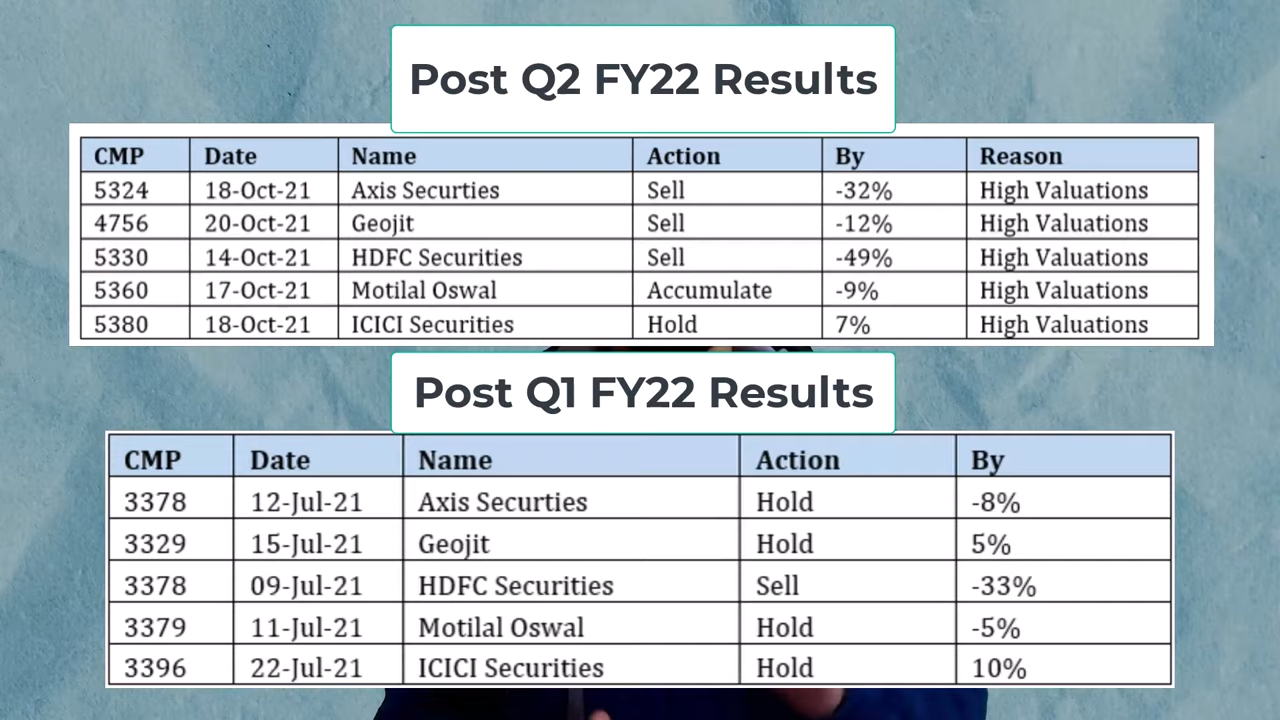 Post Q2 FY22 Results
CMP Date Name Action By Reason
5324 18-Oct-21 Axis Securties Sell -32% High Valuations
4756 20-Oct-21 Geojit Sell -12% High Valuations
5330 14-Oct-21 HDFC Securities Sell -49% High Valuations
5360 17-Oct-21 Motilal Oswal Accumulate -9% High Valuations
5380 18-Oct-21 ICICI Securities Hold 7% High Valuations
Post Q1 FY22 Results
CMP Date Name Action By
3378 12-Jul-21 Axis Securties Hold -8%
3329 15-Jul-21 Geojit Hold 5%
3378 09-Jul-21 HDFC Securities Sell -33%
3379 11-Jul-21 Motilal Oswal Hold -5%
3396 22-Jul-21 ICICI Securities Hold 10%